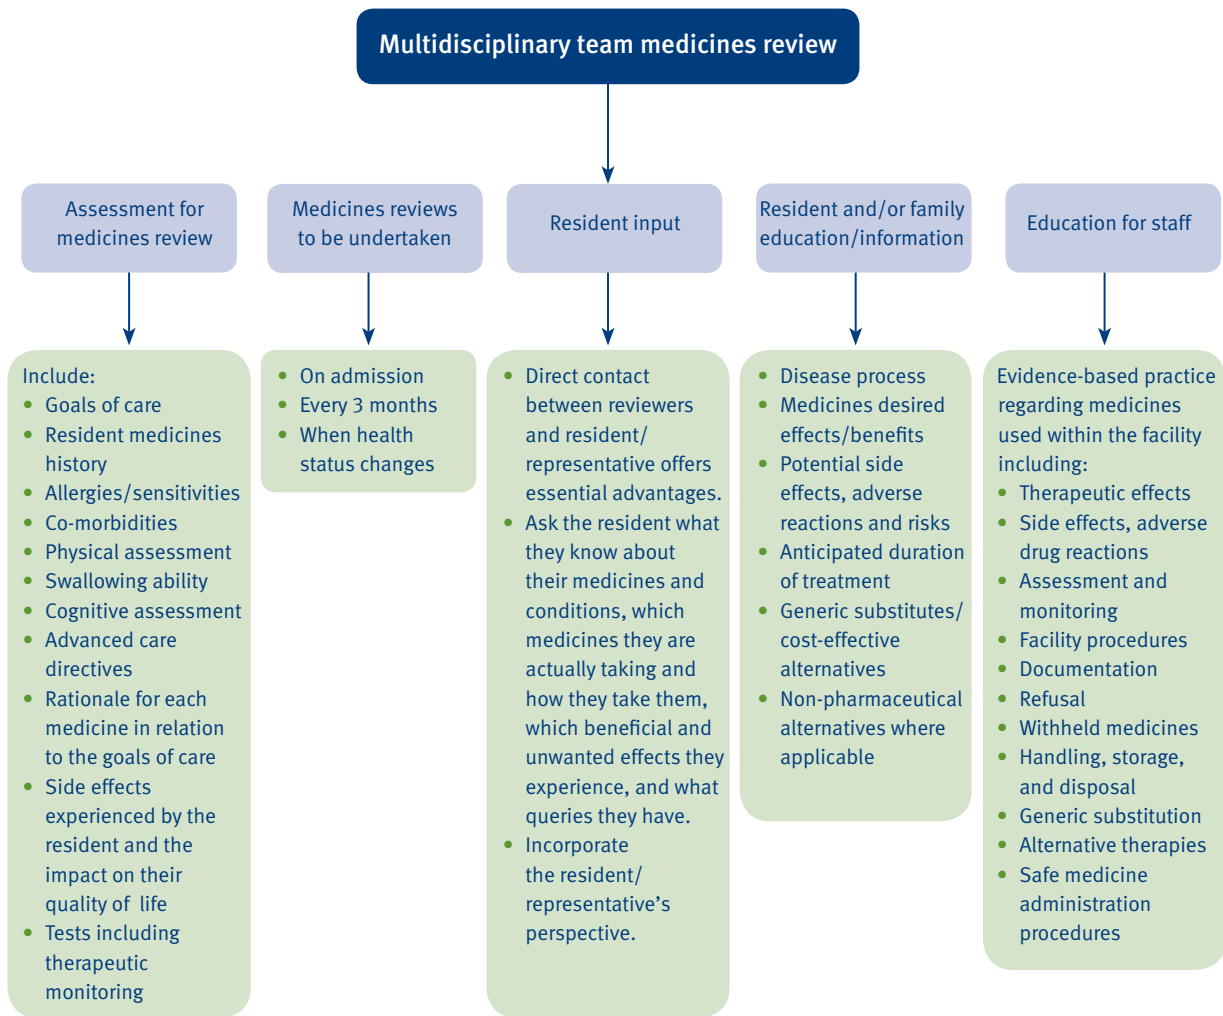 Multidisciplinary team medicines review
Assessment for
medicines review
Include:
• Goals of care
• Resident medicines
history
• Allergies/sensitivities
• Co-morbidities
• Physical assessment
• Swallowing ability
• Cognitive assessment
• Advanced care
directives
• Rationale for each
medicine in relation
to the goals of care
• Side effects
experienced by the
resident and the
impact on their
quality of life
• Tests including
therapeutic
monitoring
Medicines reviews
to be undertaken
• On admission
• Every 3 months
• When health
status changes
Resident input
• Direct contact
between reviewers
and resident/
representative offers
essential advantages.
• Ask the resident what
they know about
their medicines and
conditions, which
medicines they are
actually taking and
how they take them,
which beneficial and
unwanted effects they
experience, and what
queries they have.
• Incorporate
the resident/
representative’s
perspective.
Resident and/or family
education/information
• Disease process
• Medicines desired
effects/benefits
• Potential side
effects, adverse
reactions and risks
• Anticipated duration
of treatment
• Generic substitutes/
cost-effective
alternatives
• Non-pharmaceutical
alternatives where
applicable
Education for staff
Evidence-based practice
regarding medicines
used within the facility
including:
• Therapeutic effects
• Side effects, adverse
drug reactions
• Assessment and
monitoring
• Facility procedures
• Documentation
• Refusal
• Withheld medicines
• Handling, storage,
and disposal
• Generic substitution
• Alternative therapies
• Safe medicine
administration
procedures